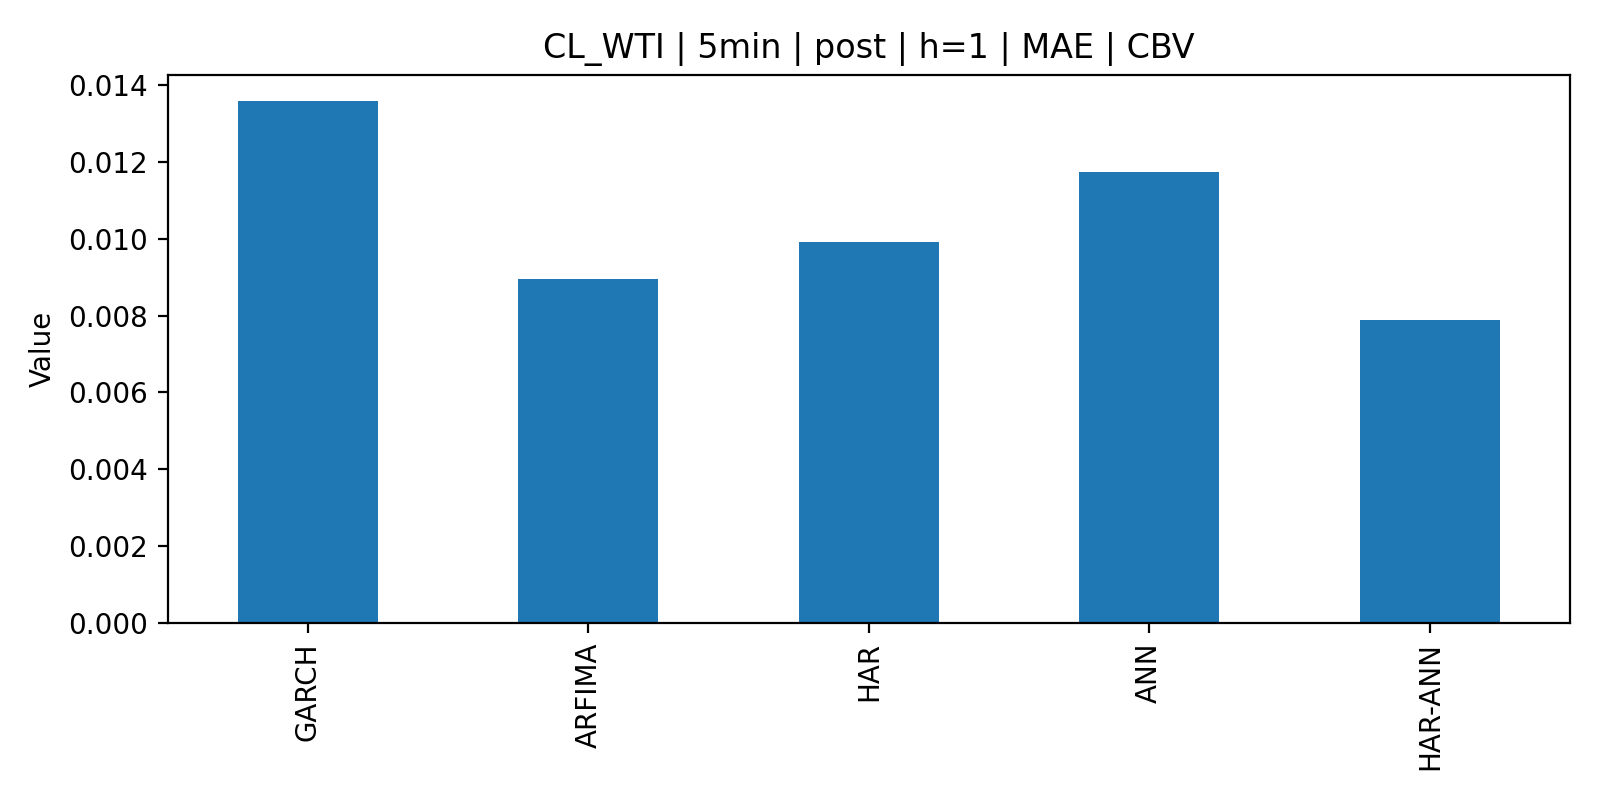 CL_WTI | 5min | post | h=1 | MAE | CBV
Value
0.014
0.012
0.010
0.008
0.006
0.004
0.002
0.000
GARCH
ARFIMA
HAR
ANN
HAR-ANN